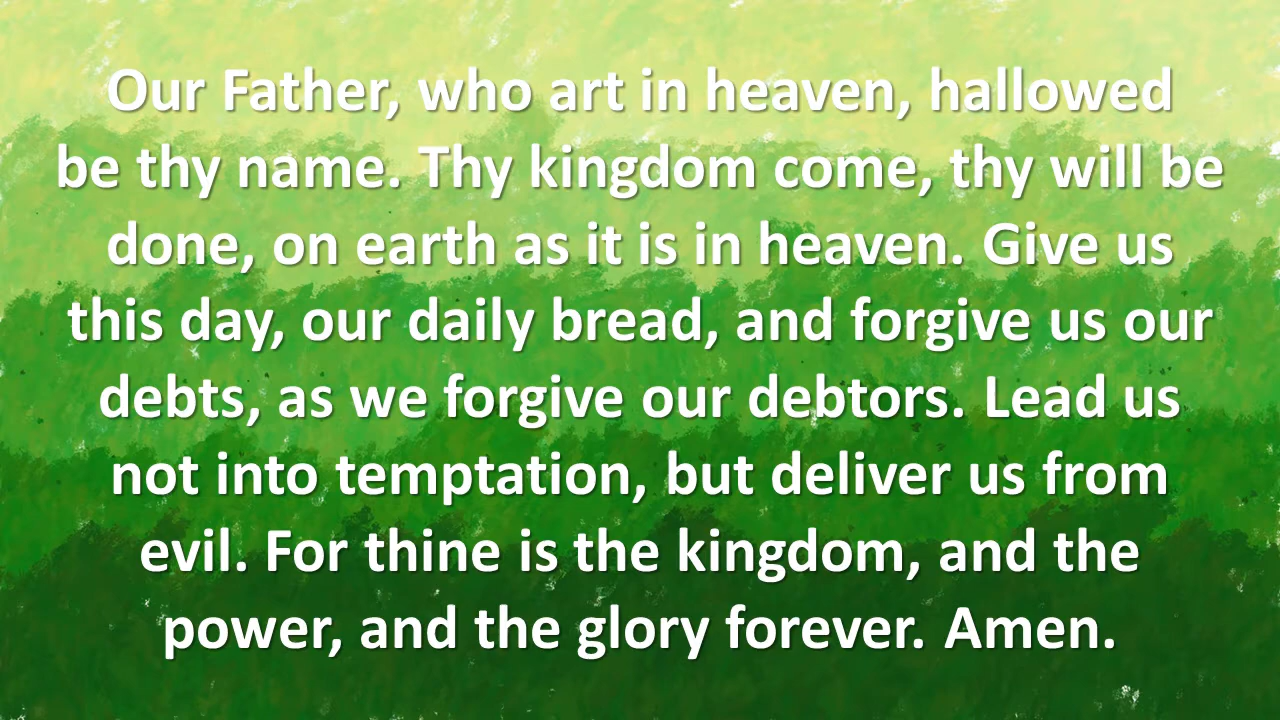 Our Father, who art in heaven, hallowed
be thy name. Thy kingdom come, thy will be
done, on earth as it is in heaven. Give us
this day, our daily bread, and forgive us our
debts, as we forgive our debtors. Lead us
not into temptation, but deliver us from
evil. For thine is the kingdom, and the
power, and the glory forever. Amen.